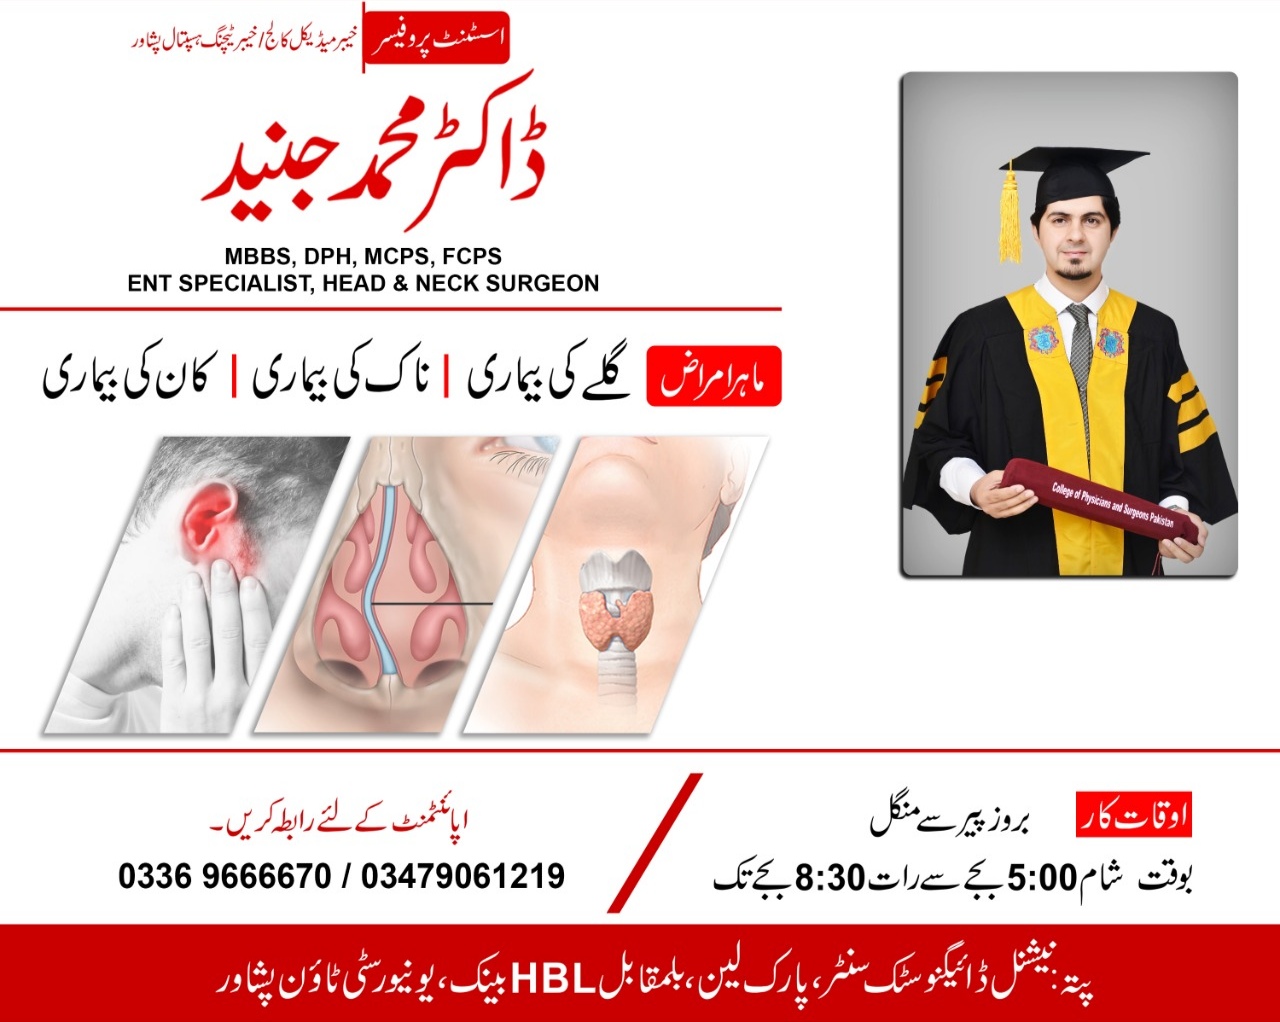 اسسٹنٹ پروفیسر خیبر میڈیکل کالج/خیبر ٹیچنگ ہسپتال پشاور
ڈاکٹر محمد جنید
MBBS, DPH, MCPS, FCPS
ENT SPECIALIST, HEAD & NECK SURGEON
ماہر امراض گلے کی بیماری | ناک کی بیماری | کان کی بیماری
College of Physicians and Surgeons Pakistan
اوقات کار بروز پیر سے منگل
بوقت شام 5:00 بجے سے رات 8:30 بجے تک
اپائنٹمنٹ کے لئے رابطہ کریں۔
0336 9666670 / 03479061219
پتہ: نیشنل ڈائیگنوسٹک سنٹر، پارک لین، بلمقابل HBL بینک، یونیورسٹی ٹاؤن پشاور